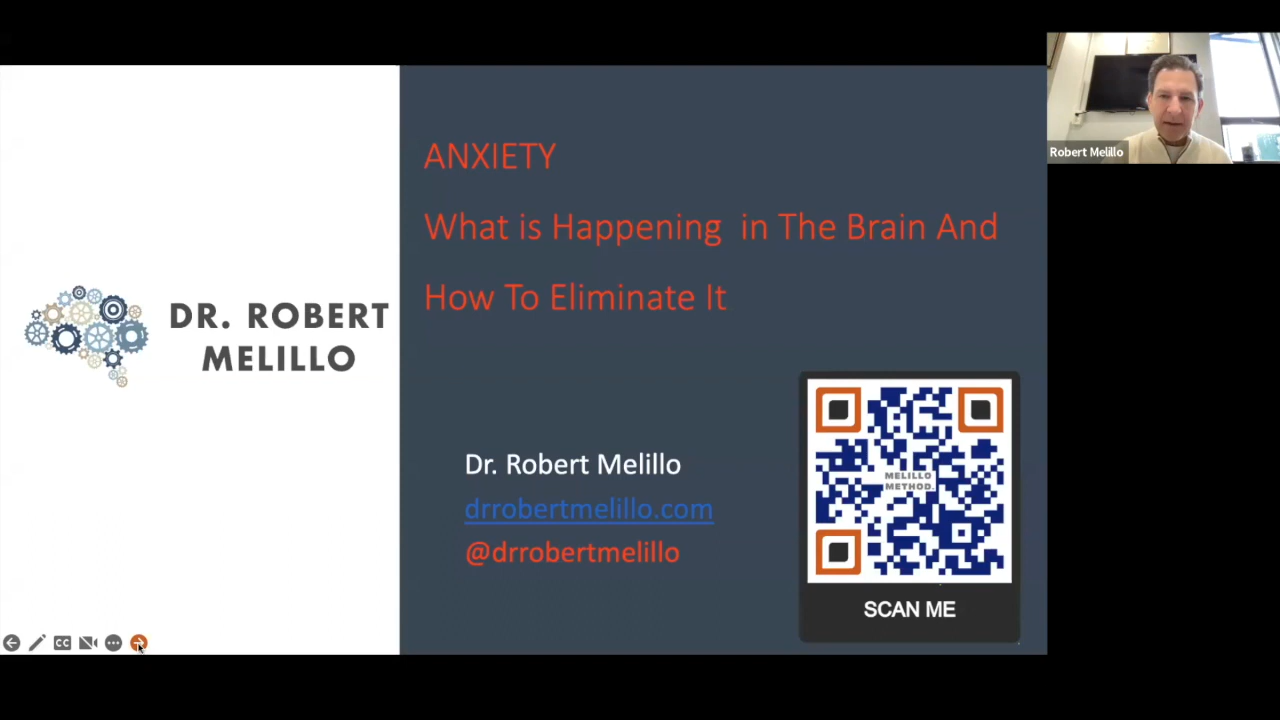 ANXIETY
What is Happening in The Brain And
How To Eliminate It
DR. ROBERT
MELILLO
Dr. Robert Melillo
drrobertmelillo.com
@drrobertmelillo
MELILLO
METHOD.
SCAN ME
CC
Robert Melillo